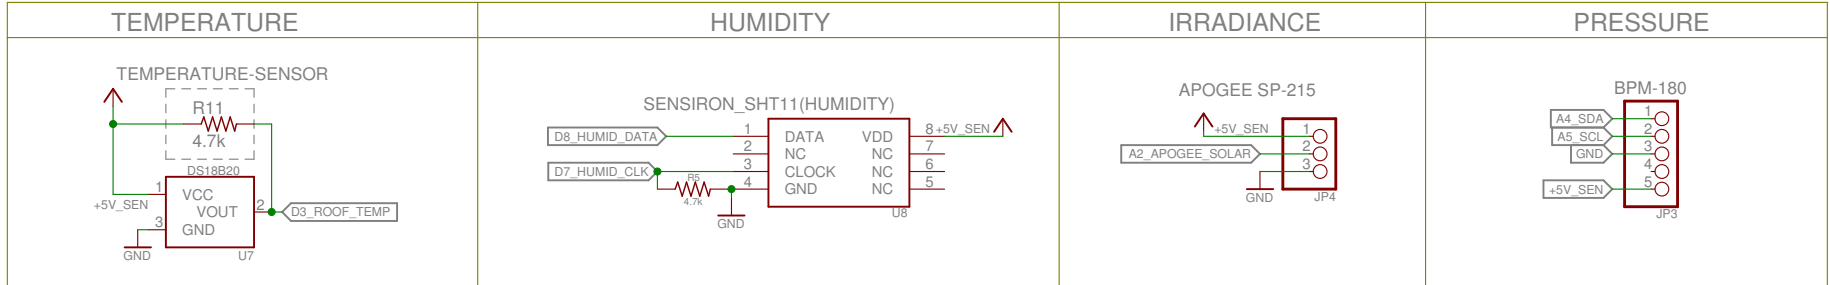 TEMPERATURE
HUMIDITY
IRRADIANCE
PRESSURE
TEMPERATURE-SENSOR
R11
4.7k
DS18B20
1
VCC
+5V_SEN
VOUT
2
D3_ROOF_TEMP
3
GND
GND
U7
SENSIRON_SHT11(HUMIDITY)
D8_HUMID_DATA
1
DATA
VDD
8
+5V_SEN
2
NC
NC
7
D7_HUMID_CLK
3
CLOCK
NC
6
R5
4.7k
4
GND
NC
5
GND
U8
APOGEE SP-215
+5V_SEN
1
A2_APOGEE_SOLAR
2
3
GND
JP4
BPM-180
A4_SDA
1
A5_SCL
2
GND
3
4
+5V_SEN
5
JP3